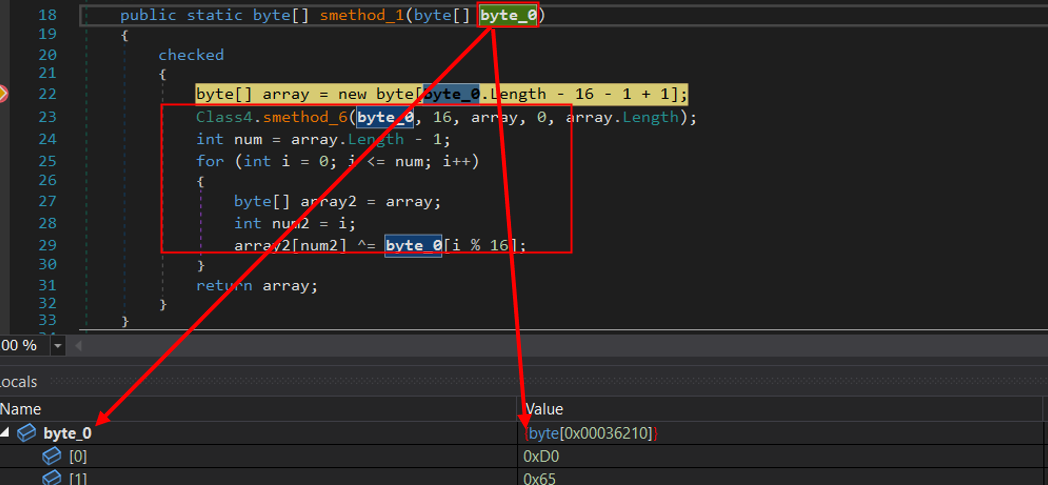 18 public static byte[] smethod_1(byte[] byte_0)
19 {
20 checked
21 {
22 byte[] array = new byte[byte_0.Length - 16 - 1 + 1];
23 Class4.smethod_6(byte_0, 16, array, 0, array.Length);
24 int num = array.Length - 1;
25 for (int i = 0; i <= num; i++)
26 {
27 byte[] array2 = array;
28 int num2 = i;
29 array2[num2] ^= byte_0[i % 16];
30 }
31 return array;
32 }
33 }
00 %
ocals
Name Value
byte_0 {byte[0x00036210]}
[0] 0xD0
[1] 0x65